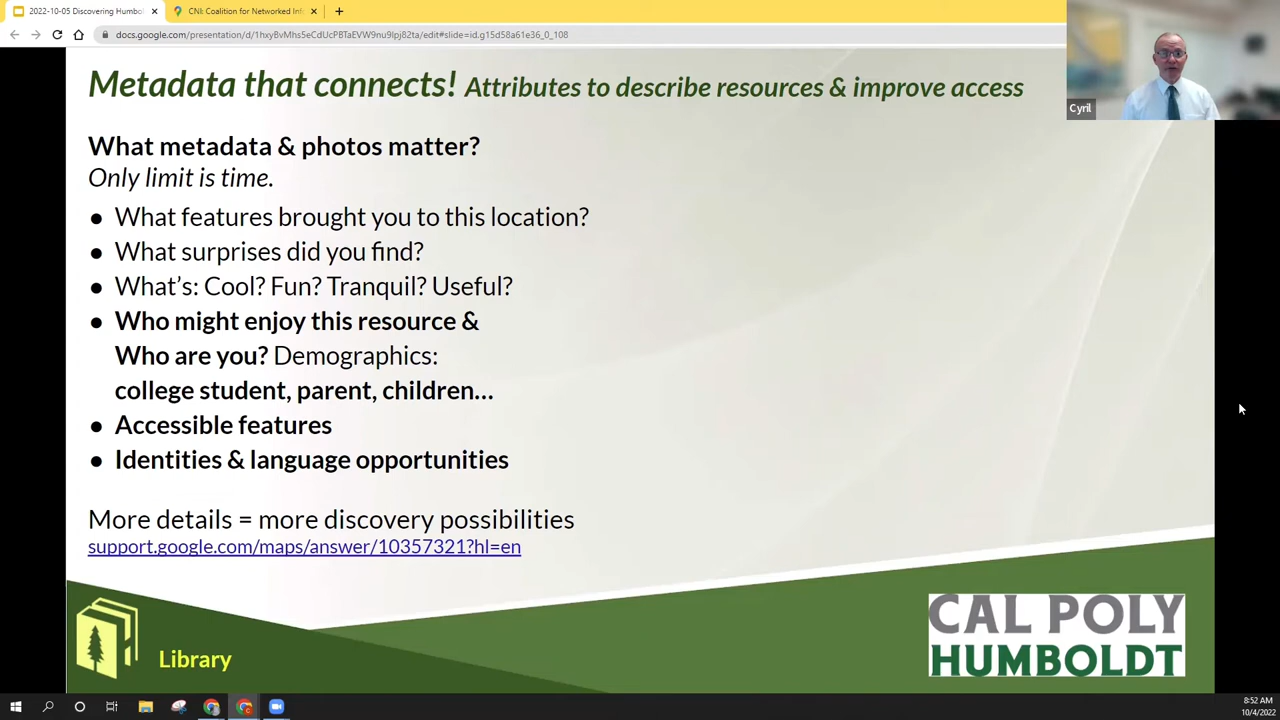 2022-10-05 Discovering Humbol
CNI: Coalition for Networked Inf
docs.google.com/presentation/d/1hxyBvMhs5eCdUcPBTaEVW9nu9lpj82ta/edit#slide=id.g15d58a61e36_0_108
Cyril
Metadata that connects! Attributes to describe resources & improve access
What metadata & photos matter?
Only limit is time.
● What features brought you to this location?
● What surprises did you find?
● What's: Cool? Fun? Tranquil? Useful?
● Who might enjoy this resource &
Who are you? Demographics:
college student, parent, children...
● Accessible features
● Identities & language opportunities
More details = more discovery possibilities
support.google.com/maps/answer/10357321?hl=en
Library
CAL POLY
HUMBOLDT
8:52 AM
10/4/2022